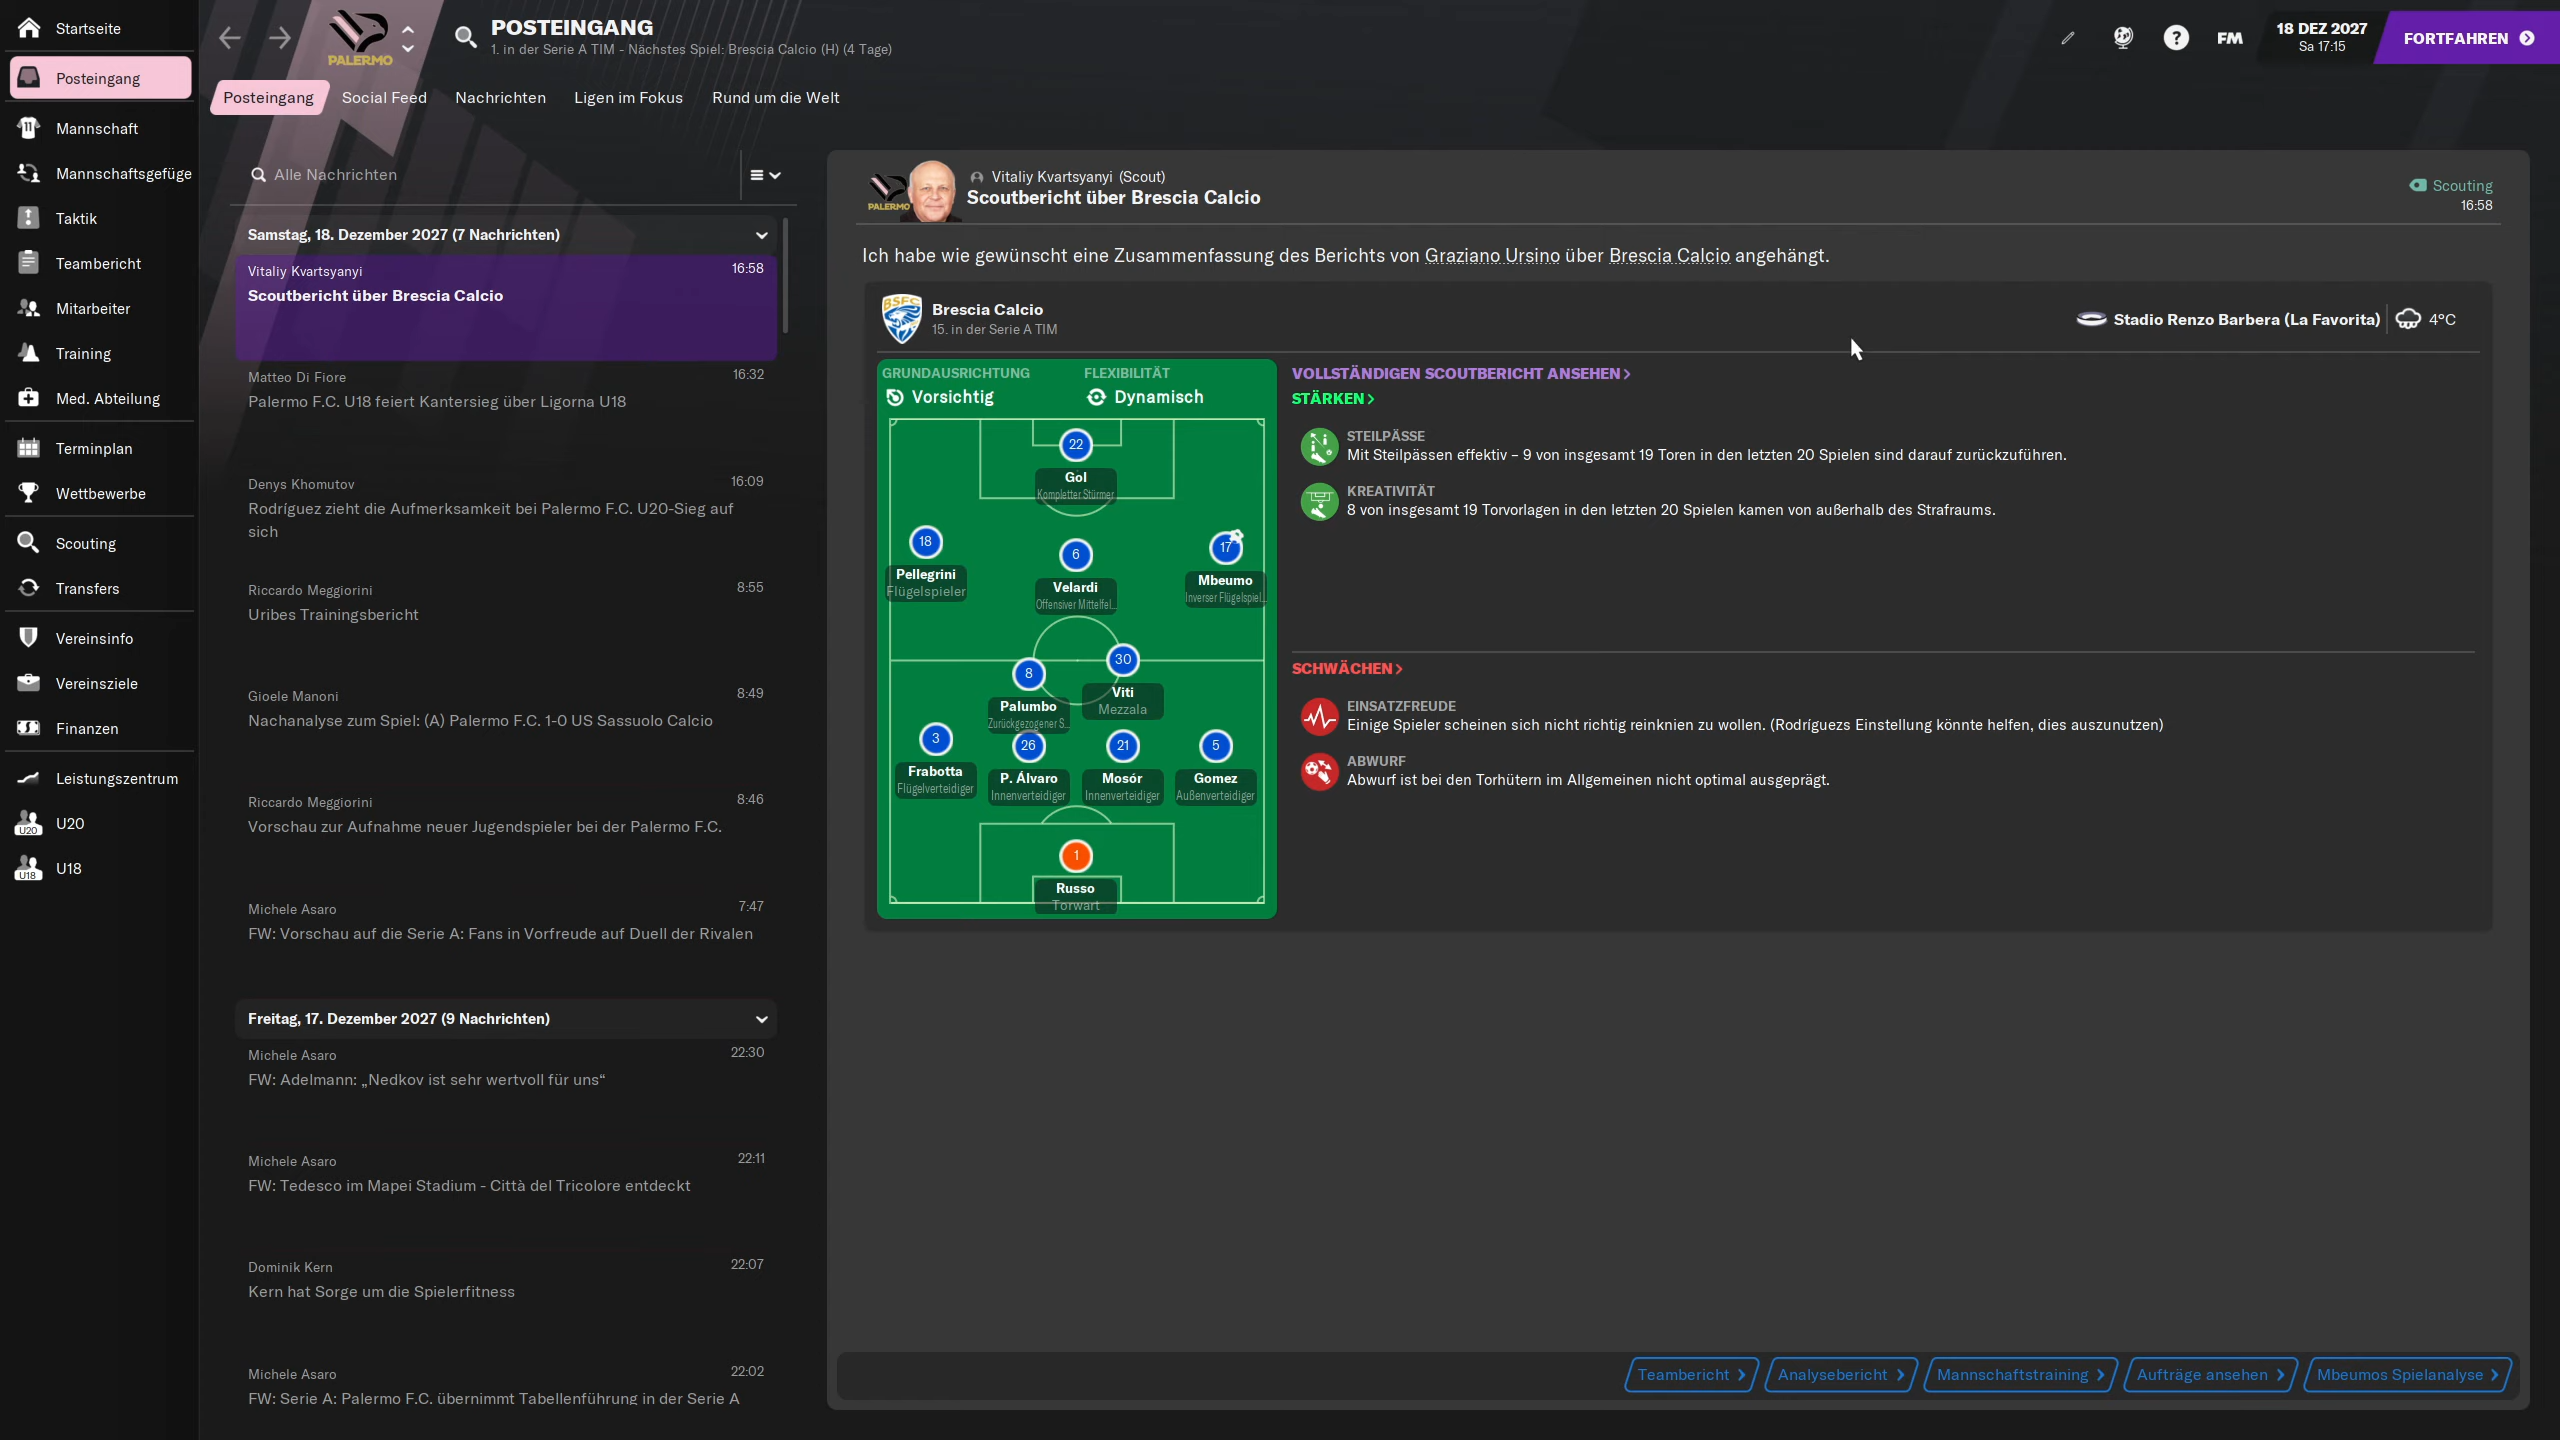 Startseite
Posteingang
Mannschaft
Mannschaftsgefüge
Taktik
Teambericht
Mitarbeiter
Training
Med. Abteilung
Terminplan
Wettbewerbe
Scouting
Transfers
Vereinsinfo
Vereinsziele
Finanzen
Leistungszentrum
U20
U20
U18
U18
PALERMO
POSTEINGANG
1. in der Serie A TIM - Nächstes Spiel: Brescia Calcio (H) (4 Tage)
FM
18 DEZ 2027
Sa 17:15
FORTFAHREN
Posteingang Social Feed Nachrichten Ligen im Fokus Rund um die Welt
Alle Nachrichten
Samstag, 18. Dezember 2027 (7 Nachrichten)
Vitaliy Kvartsyanyi 16:58
Scoutbericht über Brescia Calcio
Matteo Di Fiore 16:32
Palermo F.C. U18 feiert Kantersieg über Ligorna U18
Denys Khomutov 16:09
Rodríguez zieht die Aufmerksamkeit bei Palermo F.C. U20-Sieg auf
sich
Riccardo Meggiorini 8:55
Uribes Trainingsbericht
Gioele Manoni 8:49
Nachanalyse zum Spiel: (A) Palermo F.C. 1-0 US Sassuolo Calcio
Riccardo Meggiorini 8:46
Vorschau zur Aufnahme neuer Jugendspieler bei der Palermo F.C.
Michele Asaro 7:47
FW: Vorschau auf die Serie A: Fans in Vorfreude auf Duell der Rivalen
Freitag, 17. Dezember 2027 (9 Nachrichten)
Michele Asaro 22:30
FW: Adelmann: „Nedkov ist sehr wertvoll für uns“
Michele Asaro 22:11
FW: Tedesco im Mapei Stadium - Città del Tricolore entdeckt
Dominik Kern 22:07
Kern hat Sorge um die Spielerfitness
Michele Asaro 22:02
FW: Serie A: Palermo F.C. übernimmt Tabellenführung in der Serie A
PALERMO
Vitaliy Kvartsyanyi (Scout)
Scoutbericht über Brescia Calcio
Scouting
16:58
Ich habe wie gewünscht eine Zusammenfassung des Berichts von Graziano Ursino über Brescia Calcio angehängt.
BSFC
Brescia Calcio
15. in der Serie A TIM
Stadio Renzo Barbera (La Favorita) 4°C
GRUNDAUSRICHTUNG FLEXIBILITÄT
Vorsichtig Dynamisch
22
Gol
Kompletter Stürmer
18
Pellegrini
Flügelspieler
6
Velardi
Offensiver Mittelfel...
17
Mbeumo
Inverser Flügelspiel...
8
Palumbo
Zurückgezogener S...
30
Viti
Mezzala
3
Frabotta
Flügelverteidiger
26
P. Álvaro
Innenverteidiger
21
Mosór
Innenverteidiger
5
Gomez
Außenverteidiger
1
Russo
Torwart
VOLLSTÄNDIGEN SCOUTBERICHT ANSEHEN
STÄRKEN
STEILPÄSSE
Mit Steilpässen effektiv – 9 von insgesamt 19 Toren in den letzten 20 Spielen sind darauf zurückzuführen.
KREATIVITÄT
8 von insgesamt 19 Torvorlagen in den letzten 20 Spielen kamen von außerhalb des Strafraums.
SCHWÄCHEN
EINSATZFREUDE
Einige Spieler scheinen sich nicht richtig reinknien zu wollen. (Rodríguezs Einstellung könnte helfen, dies auszunutzen)
ABWURF
Abwurf ist bei den Torhütern im Allgemeinen nicht optimal ausgeprägt.
Teambericht
Analysebericht
Mannschaftstraining
Aufträge ansehen
Mbeumos Spielanalyse